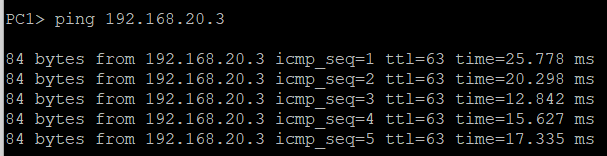 PC1> ping 192.168.20.3
84 bytes from 192.168.20.3 icmp_seq=1 ttl=63 time=25.778 ms
84 bytes from 192.168.20.3 icmp_seq=2 ttl=63 time=20.298 ms
84 bytes from 192.168.20.3 icmp_seq=3 ttl=63 time=12.842 ms
84 bytes from 192.168.20.3 icmp_seq=4 ttl=63 time=15.627 ms
84 bytes from 192.168.20.3 icmp_seq=5 ttl=63 time=17.335 ms